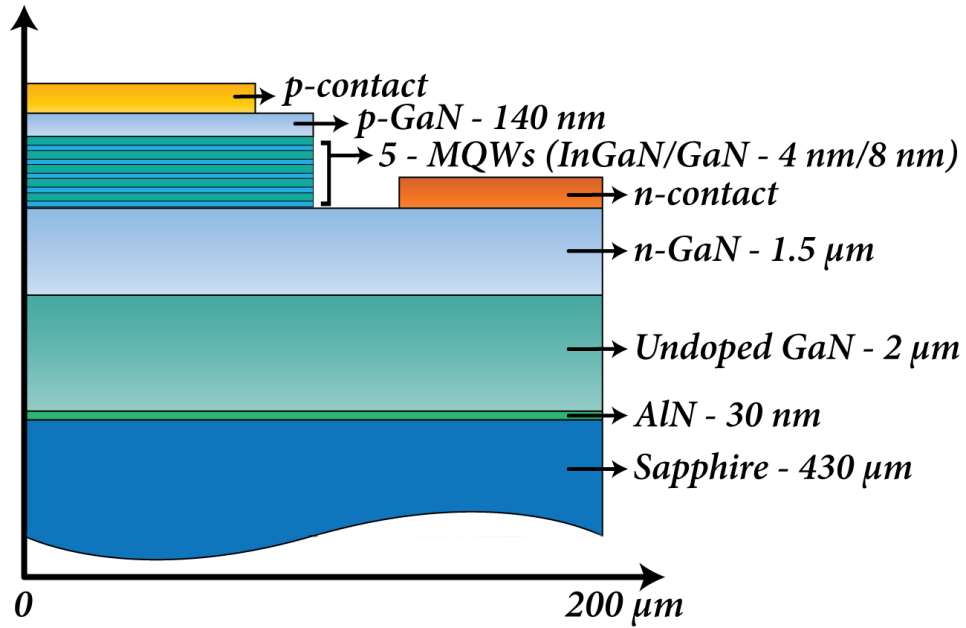 p-contact
p-GaN - 140 nm
5 - MQWs (InGaN/GaN - 4 nm/8 nm)
n-contact
n-GaN - 1.5 μm
Undoped GaN - 2 μm
AlN - 30 nm
Sapphire - 430 μm
0
200 μm